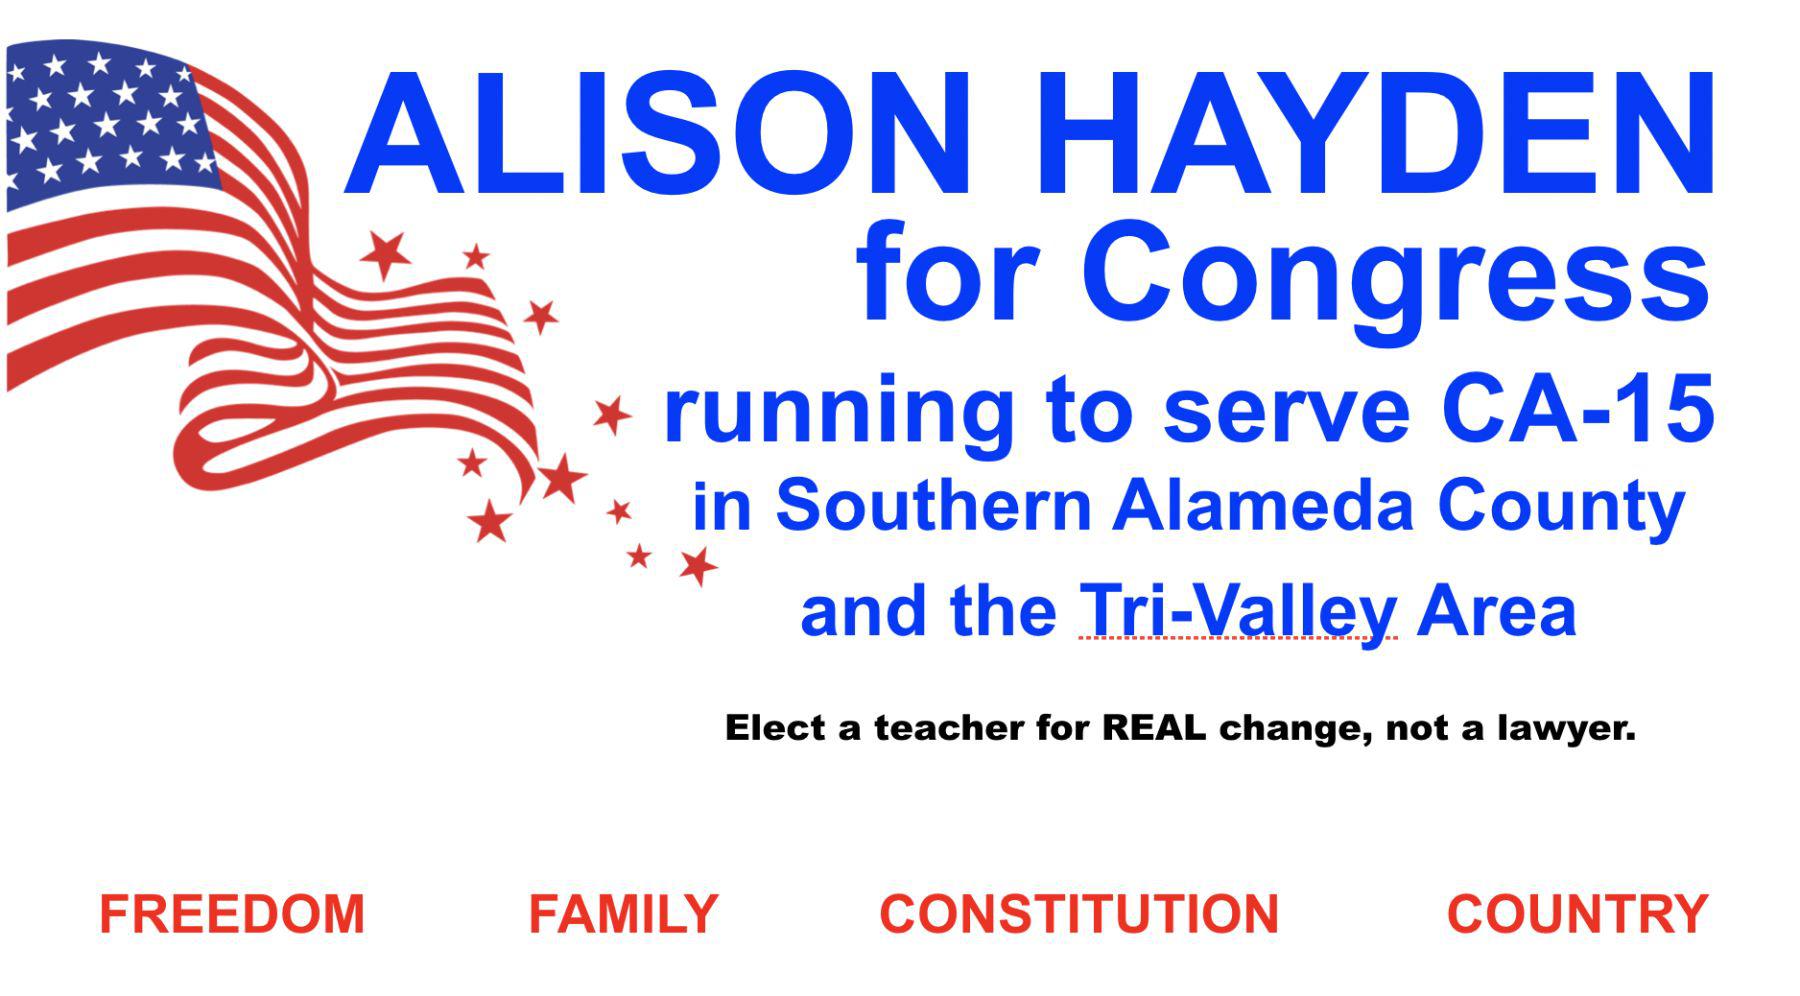 ALISON HAYDEN
for Congress
running to serve CA-15
in Southern Alameda County
and the Tri-Valley Area
Elect a teacher for REAL change, not a lawyer.
FREEDOM FAMILY CONSTITUTION COUNTRY